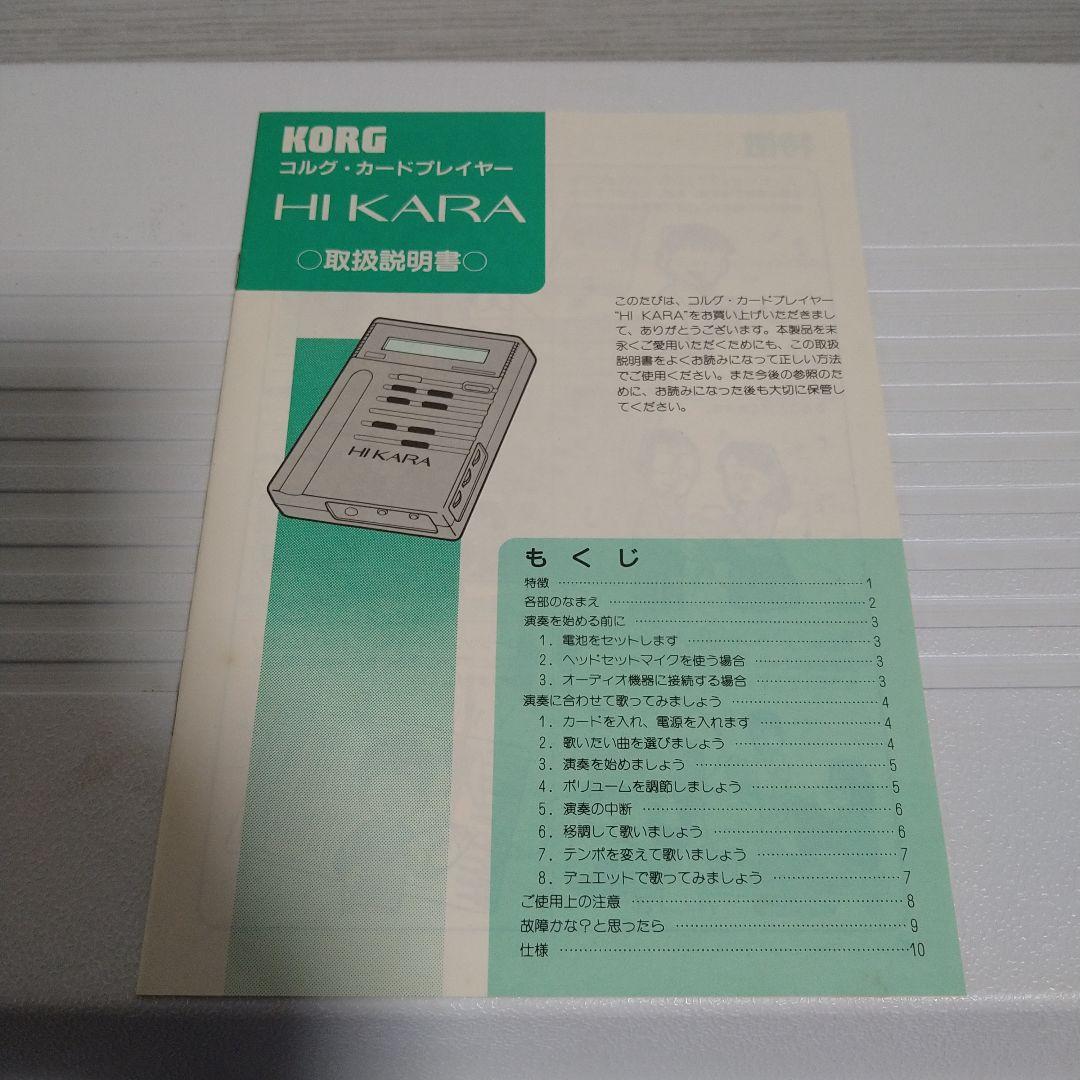 KORG
コルグ・カードプレイヤー
HI KARA
○取扱説明書○
このたびは、コルグ・カードプレイヤー
“HI KARA”をお買い上げいただきまし
て、ありがとうございます。本製品を末
永くご愛用いただくためにも、この取扱
説明書をよくお読みになって正しい方法
でご使用ください。また今後の参照のた
めに、お読みになった後も大切に保管し
てください。
HI KARA
もくじ
特徴 ……………………………………………… 1
各部のなまえ ……………………………………… 2
演奏を始める前に …………………………………… 3
1. 電池をセットします ………………………… 3
2. ヘッドセットマイクを使う場合 ……………… 3
3. オーディオ機器に接続する場合 ……………… 3
演奏に合わせて歌ってみましょう ………………… 4
1. カードを入れ、電源を入れます ……………… 4
2. 歌いたい曲を選びましょう …………………… 4
3. 演奏を始めましょう …………………………… 5
4. ボリュームを調節しましょう ………………… 5
5. 演奏の中断 ……………………………………… 6
6. 移調して歌いましょう ………………………… 6
7. テンポを変えて歌いましょう ………………… 7
8. デュエットで歌ってみましょう ……………… 7
ご使用上の注意 ……………………………………… 8
故障かな？と思ったら ……………………………… 9
仕様 …………………………………………………10